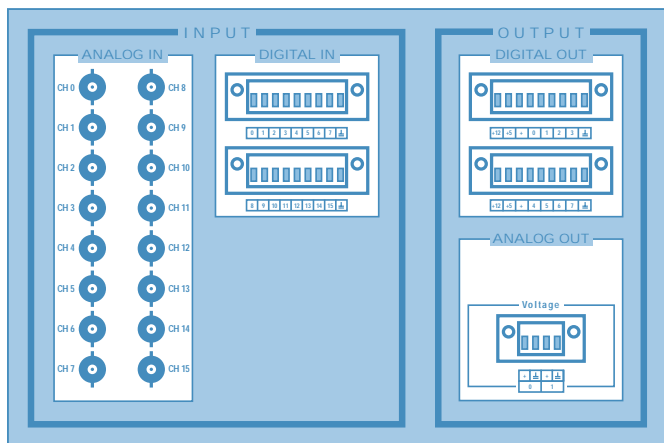 INPUT
ANALOG IN
CH 0
CH 8
CH 1
CH 9
CH 2
CH 10
CH 3
CH 11
CH 4
CH 12
CH 5
CH 13
CH 6
CH 14
CH 7
CH 15
DIGITAL IN
0 1 2 3 4 5 6 7
8 9 10 11 12 13 14 15
OUTPUT
DIGITAL OUT
+12 +5 + 0 1 2 3
+12 +5 + 4 5 6 7
ANALOG OUT
Voltage
+ +
0 1